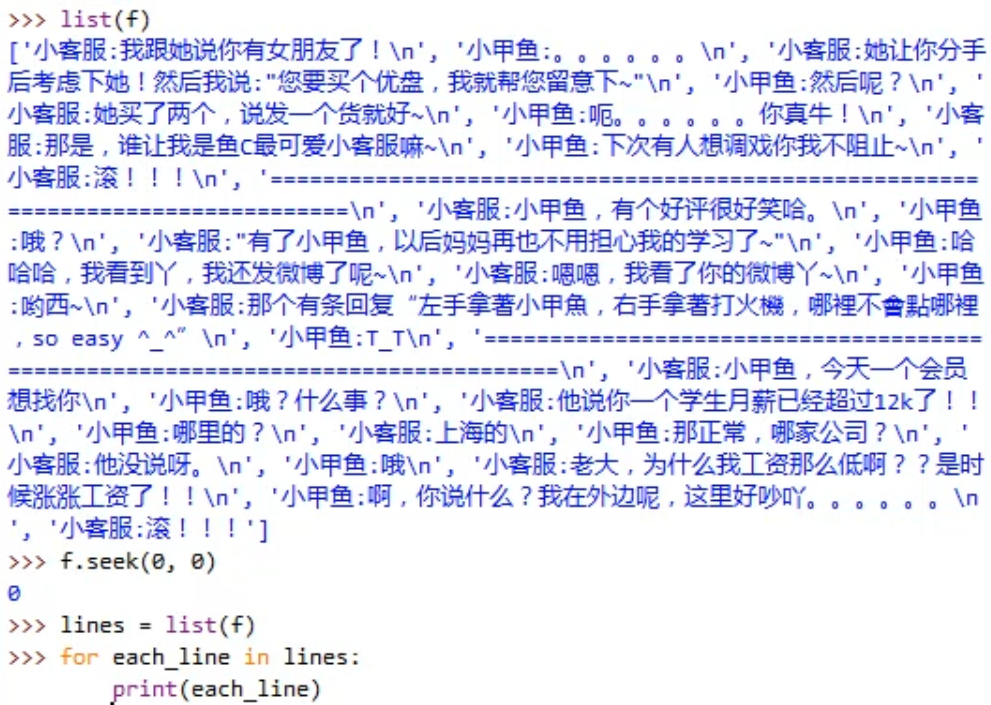 >>> list(f)
['小客服:我跟她说你有女朋友了！\n', '小甲鱼:。。。。。。\n', '小客服:她让你分手
后考虑下她！然后我说:"您要买个优盘，我就帮您留意下~"\n', '小甲鱼:然后呢？\n', '
小客服:她买了两个，说发一个货就好~\n', '小甲鱼:呃。。。。。。你真牛！\n', '小客
服:那是，谁让我是鱼C最可爱小客服嘛~\n', '小甲鱼:下次有人想调戏你我不阻止~\n', '
小客服:滚！！！\n', '======================================================
==========================\n', '小客服:小甲鱼，有个好评很好笑哈。\n', '小甲鱼
:哦？\n', '小客服:"有了小甲鱼，以后妈妈再也不用担心我的学习了~"\n', '小甲鱼:哈
哈哈，我看到丫，我还发微博了呢~\n', '小客服:嗯嗯，我看了你的微博丫~\n', '小甲鱼
:哟西~\n', '小客服:那个有条回复“左手拿著小甲魚，右手拿著打火機，哪裡不會點哪裡
，so easy ^_^”\n', '小甲鱼:T_T\n', '======================================
==========================================\n', '小客服:小甲鱼，今天一个会员
想找你\n', '小甲鱼:哦？什么事？\n', '小客服:他说你一个学生月薪已经超过12k了！！
\n', '小甲鱼:哪里的？\n', '小客服:上海的\n', '小甲鱼:那正常，哪家公司？\n', '
小客服:他没说呀。\n', '小甲鱼:哦\n', '小客服:老大，为什么我工资那么低啊？？是时
候涨涨工资了！！\n', '小甲鱼:啊，你说什么？我在外边呢，这里好吵吖。。。。。。\n
', '小客服:滚！！！']
>>> f.seek(0, 0)
0
>>> lines = list(f)
>>> for each_line in lines:
        print(each_line)